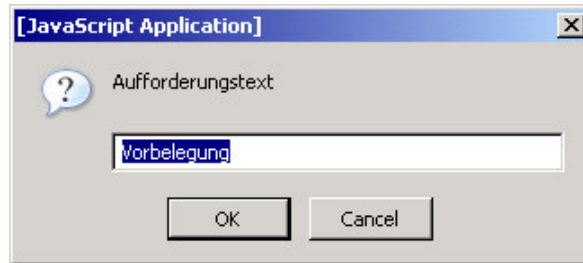 [JavaScript Application]
Aufforderungstext
Vorbelegung
OK Cancel